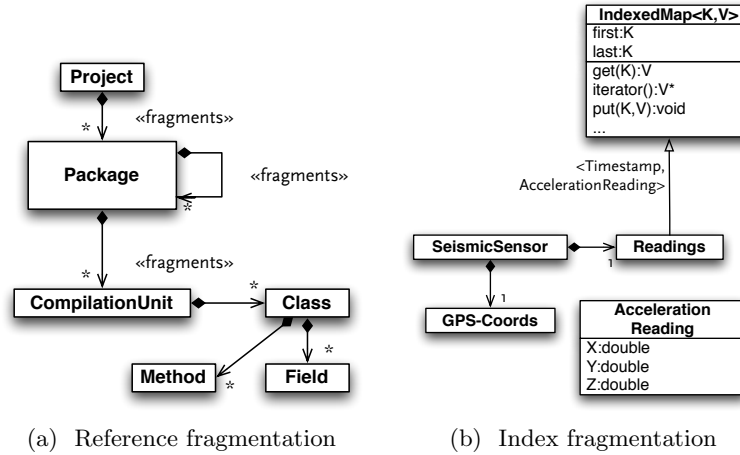 Project
«fragments»
*
Package
«fragments»
*
«fragments»
*
CompilationUnit
*
Class
Method
*
Field
*
(a) Reference fragmentation
IndexedMap<K,V>
first:K
last:K
get(K):V
iterator():V*
put(K,V):void
...
<Timestamp,
AccelerationReading>
SeismicSensor
1
Readings
1
GPS-Coords
Acceleration
Reading
X:double
Y:double
Z:double
(b) Index fragmentation